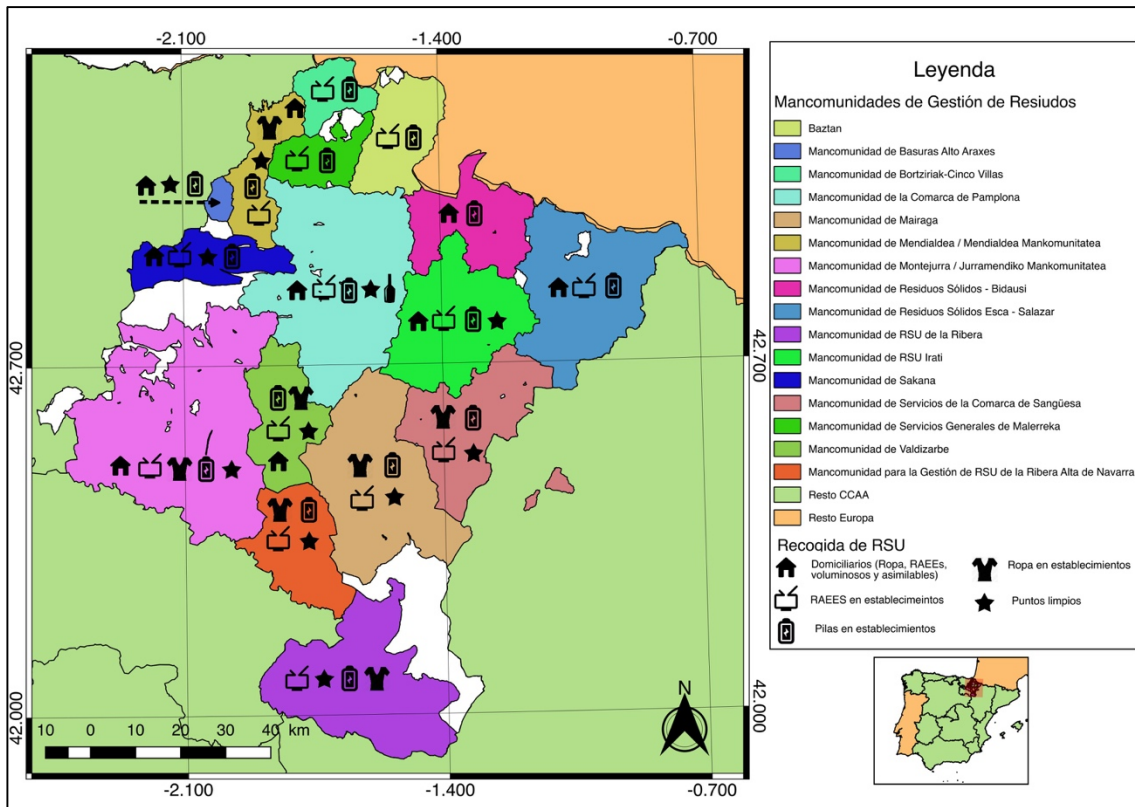 -2.100
-1.400
-0.700
42.700
42.700
42.000
42.000
N
10 0 10 20 30 40 km
-2.100
-1.400
-0.700
Leyenda
Mancomunidades de Gestión de Resiudos
Baztan
Mancomunidad de Basuras Alto Araxes
Mancomunidad de Bortziriak-Cinco Villas
Mancomunidad de la Comarca de Pamplona
Mancomunidad de Mairaga
Mancomunidad de Mendialdea / Mendialdea Mankomunitatea
Mancomunidad de Montejurra / Jurramendiko Mankomunitatea
Mancomunidad de Residuos Sólidos - Bidausi
Mancomunidad de Residuos Sólidos Esca - Salazar
Mancomunidad de RSU de la Ribera
Mancomunidad de RSU Irati
Mancomunidad de Sakana
Mancomunidad de Servicios de la Comarca de Sangüesa
Mancomunidad de Servicios Generales de Malerreka
Mancomunidad de Valdizarbe
Mancomunidad para la Gestión de RSU de la Ribera Alta de Navarra
Resto CCAA
Resto Europa
Recogida de RSU
Domiciliarios (Ropa, RAEEs,
voluminosos y asimilables)
Ropa en establecimientos
RAEES en establecimeintos
Puntos limpios
Pilas en establecimientos